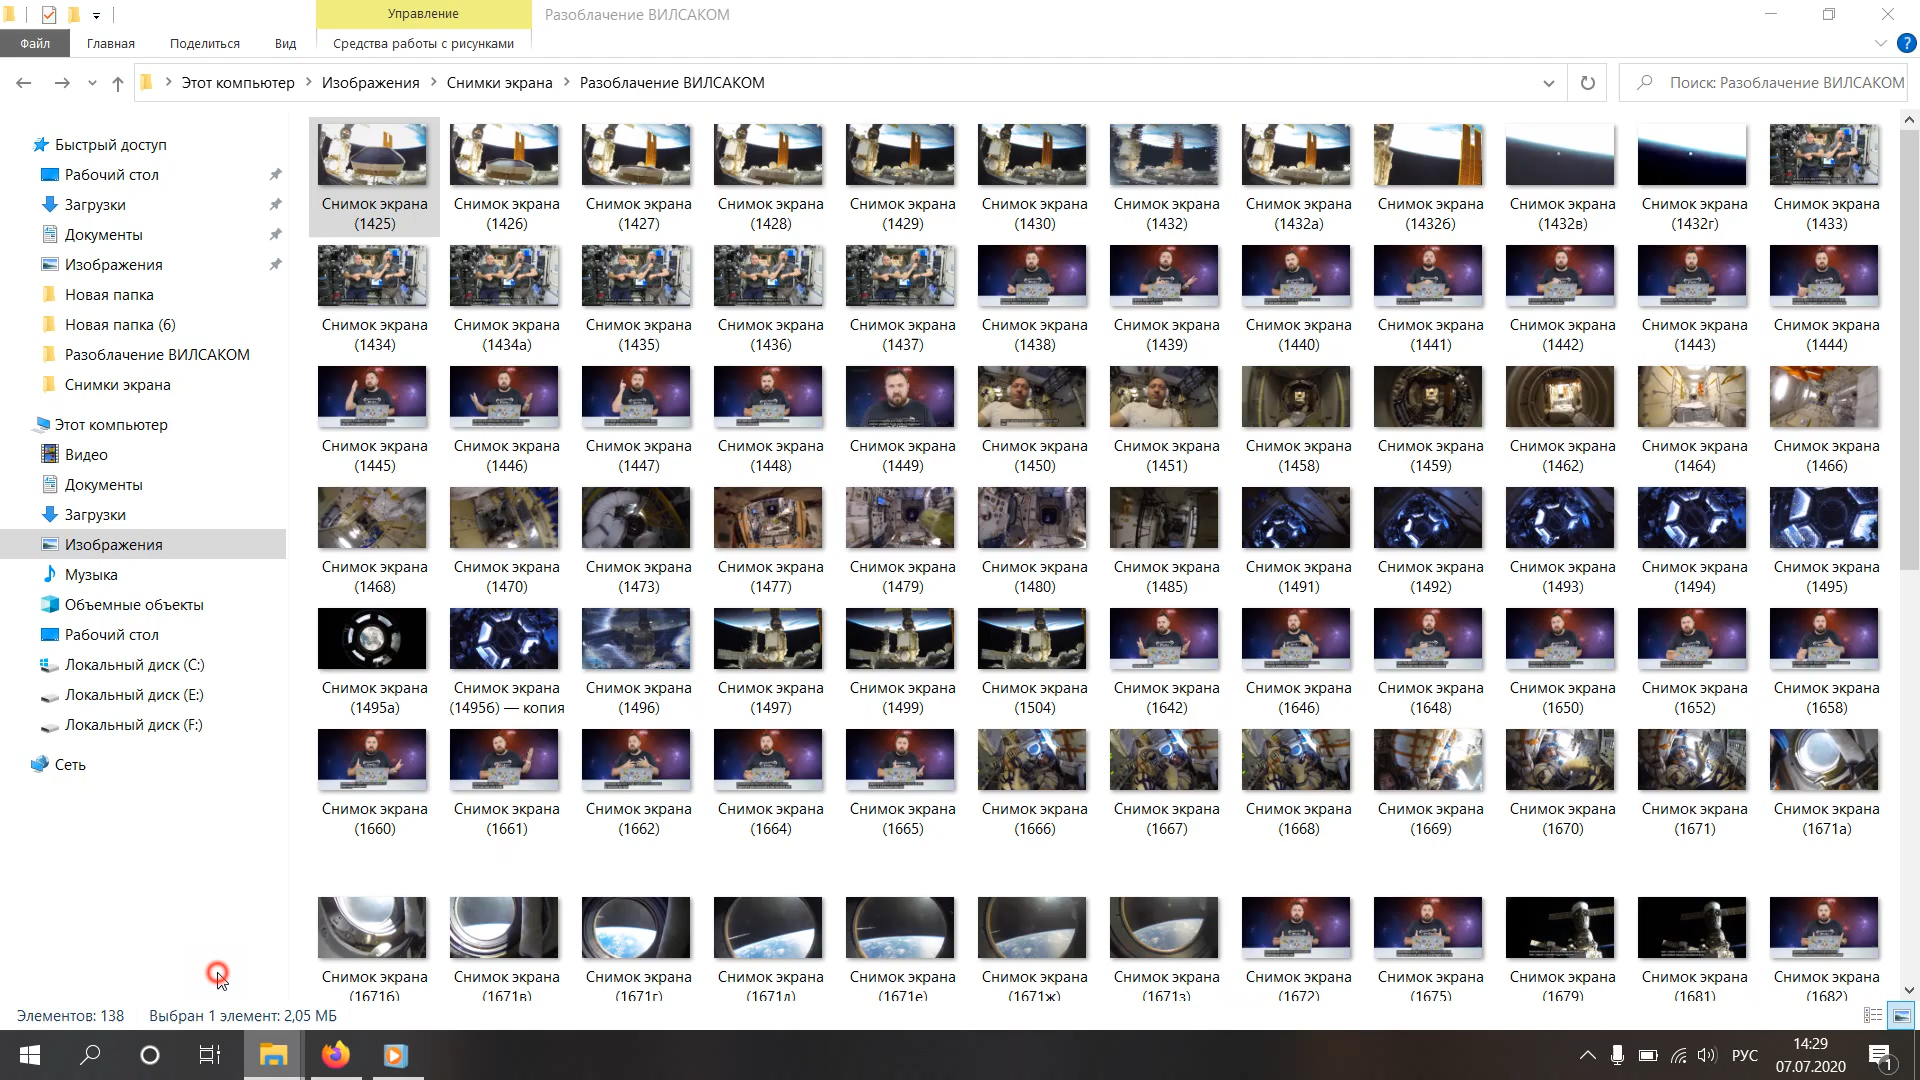 Управление
Разоблачение ВИЛСАКОМ
Файл
Главная
Поделиться
Вид
Средства работы с рисунками
Этот компьютер
Изображения
Снимки экрана
Разоблачение ВИЛСАКОМ
Поиск: Разоблачение ВИЛСАКОМ
Быстрый доступ
Рабочий стол
Загрузки
Документы
Изображения
Новая папка
Новая папка (6)
Разоблачение ВИЛСАКОМ
Снимки экрана
Этот компьютер
Видео
Документы
Загрузки
Изображения
Музыка
Объемные объекты
Рабочий стол
Локальный диск (C:)
Локальный диск (E:)
Локальный диск (F:)
Сеть
Снимок экрана (1425)
Снимок экрана (1426)
Снимок экрана (1427)
Снимок экрана (1428)
Снимок экрана (1429)
Снимок экрана (1430)
Снимок экрана (1432)
Снимок экрана (1432а)
Снимок экрана (1432б)
Снимок экрана (1432в)
Снимок экрана (1432г)
Снимок экрана (1433)
Снимок экрана (1434)
Снимок экрана (1434а)
Снимок экрана (1435)
Снимок экрана (1436)
Снимок экрана (1437)
Снимок экрана (1438)
Снимок экрана (1439)
Снимок экрана (1440)
Снимок экрана (1441)
Снимок экрана (1442)
Снимок экрана (1443)
Снимок экрана (1444)
Снимок экрана (1445)
Снимок экрана (1446)
Снимок экрана (1447)
Снимок экрана (1448)
Снимок экрана (1449)
Снимок экрана (1450)
Снимок экрана (1451)
Снимок экрана (1458)
Снимок экрана (1459)
Снимок экрана (1462)
Снимок экрана (1464)
Снимок экрана (1466)
Снимок экрана (1468)
Снимок экрана (1470)
Снимок экрана (1473)
Снимок экрана (1477)
Снимок экрана (1479)
Снимок экрана (1480)
Снимок экрана (1485)
Снимок экрана (1491)
Снимок экрана (1492)
Снимок экрана (1493)
Снимок экрана (1494)
Снимок экрана (1495)
Снимок экрана (1495а)
Снимок экрана (1495б) — копия
Снимок экрана (1496)
Снимок экрана (1497)
Снимок экрана (1499)
Снимок экрана (1504)
Снимок экрана (1642)
Снимок экрана (1646)
Снимок экрана (1648)
Снимок экрана (1650)
Снимок экрана (1652)
Снимок экрана (1658)
Снимок экрана (1660)
Снимок экрана (1661)
Снимок экрана (1662)
Снимок экрана (1664)
Снимок экрана (1665)
Снимок экрана (1666)
Снимок экрана (1667)
Снимок экрана (1668)
Снимок экрана (1669)
Снимок экрана (1670)
Снимок экрана (1671)
Снимок экрана (1671а)
Снимок экрана (1671б)
Снимок экрана (1671в)
Снимок экрана (1671г)
Снимок экрана (1671д)
Снимок экрана (1671е)
Снимок экрана (1671ж)
Снимок экрана (1671з)
Снимок экрана (1672)
Снимок экрана (1675)
Снимок экрана (1679)
Снимок экрана (1681)
Снимок экрана (1682)
Элементов: 138
Выбран 1 элемент: 2,05 МБ
РУС
14:29
07.07.2020
1